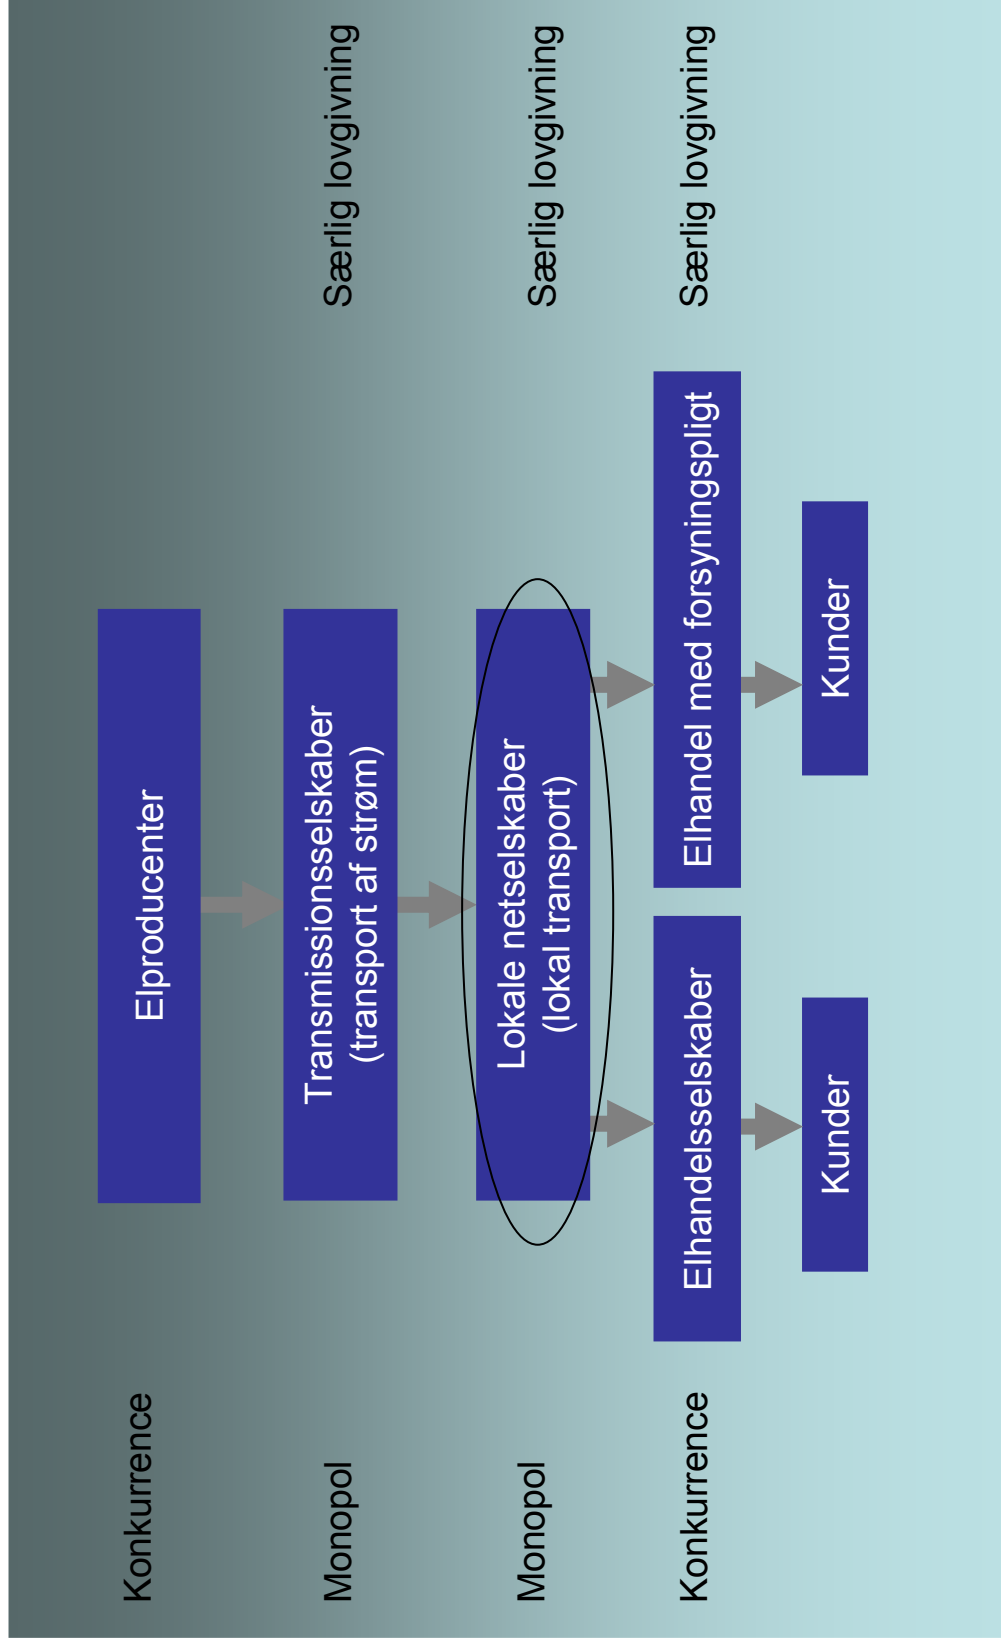 Konkurrence
Elproducenter
Monopol
Transmissionsselskaber
(transport af strøm)
Særlig lovgivning
Monopol
Lokale netselskaber
(lokal transport)
Særlig lovgivning
Konkurrence
Elhandelsselskaber
Elhandel med forsyningspligt
Særlig lovgivning
Kunder
Kunder